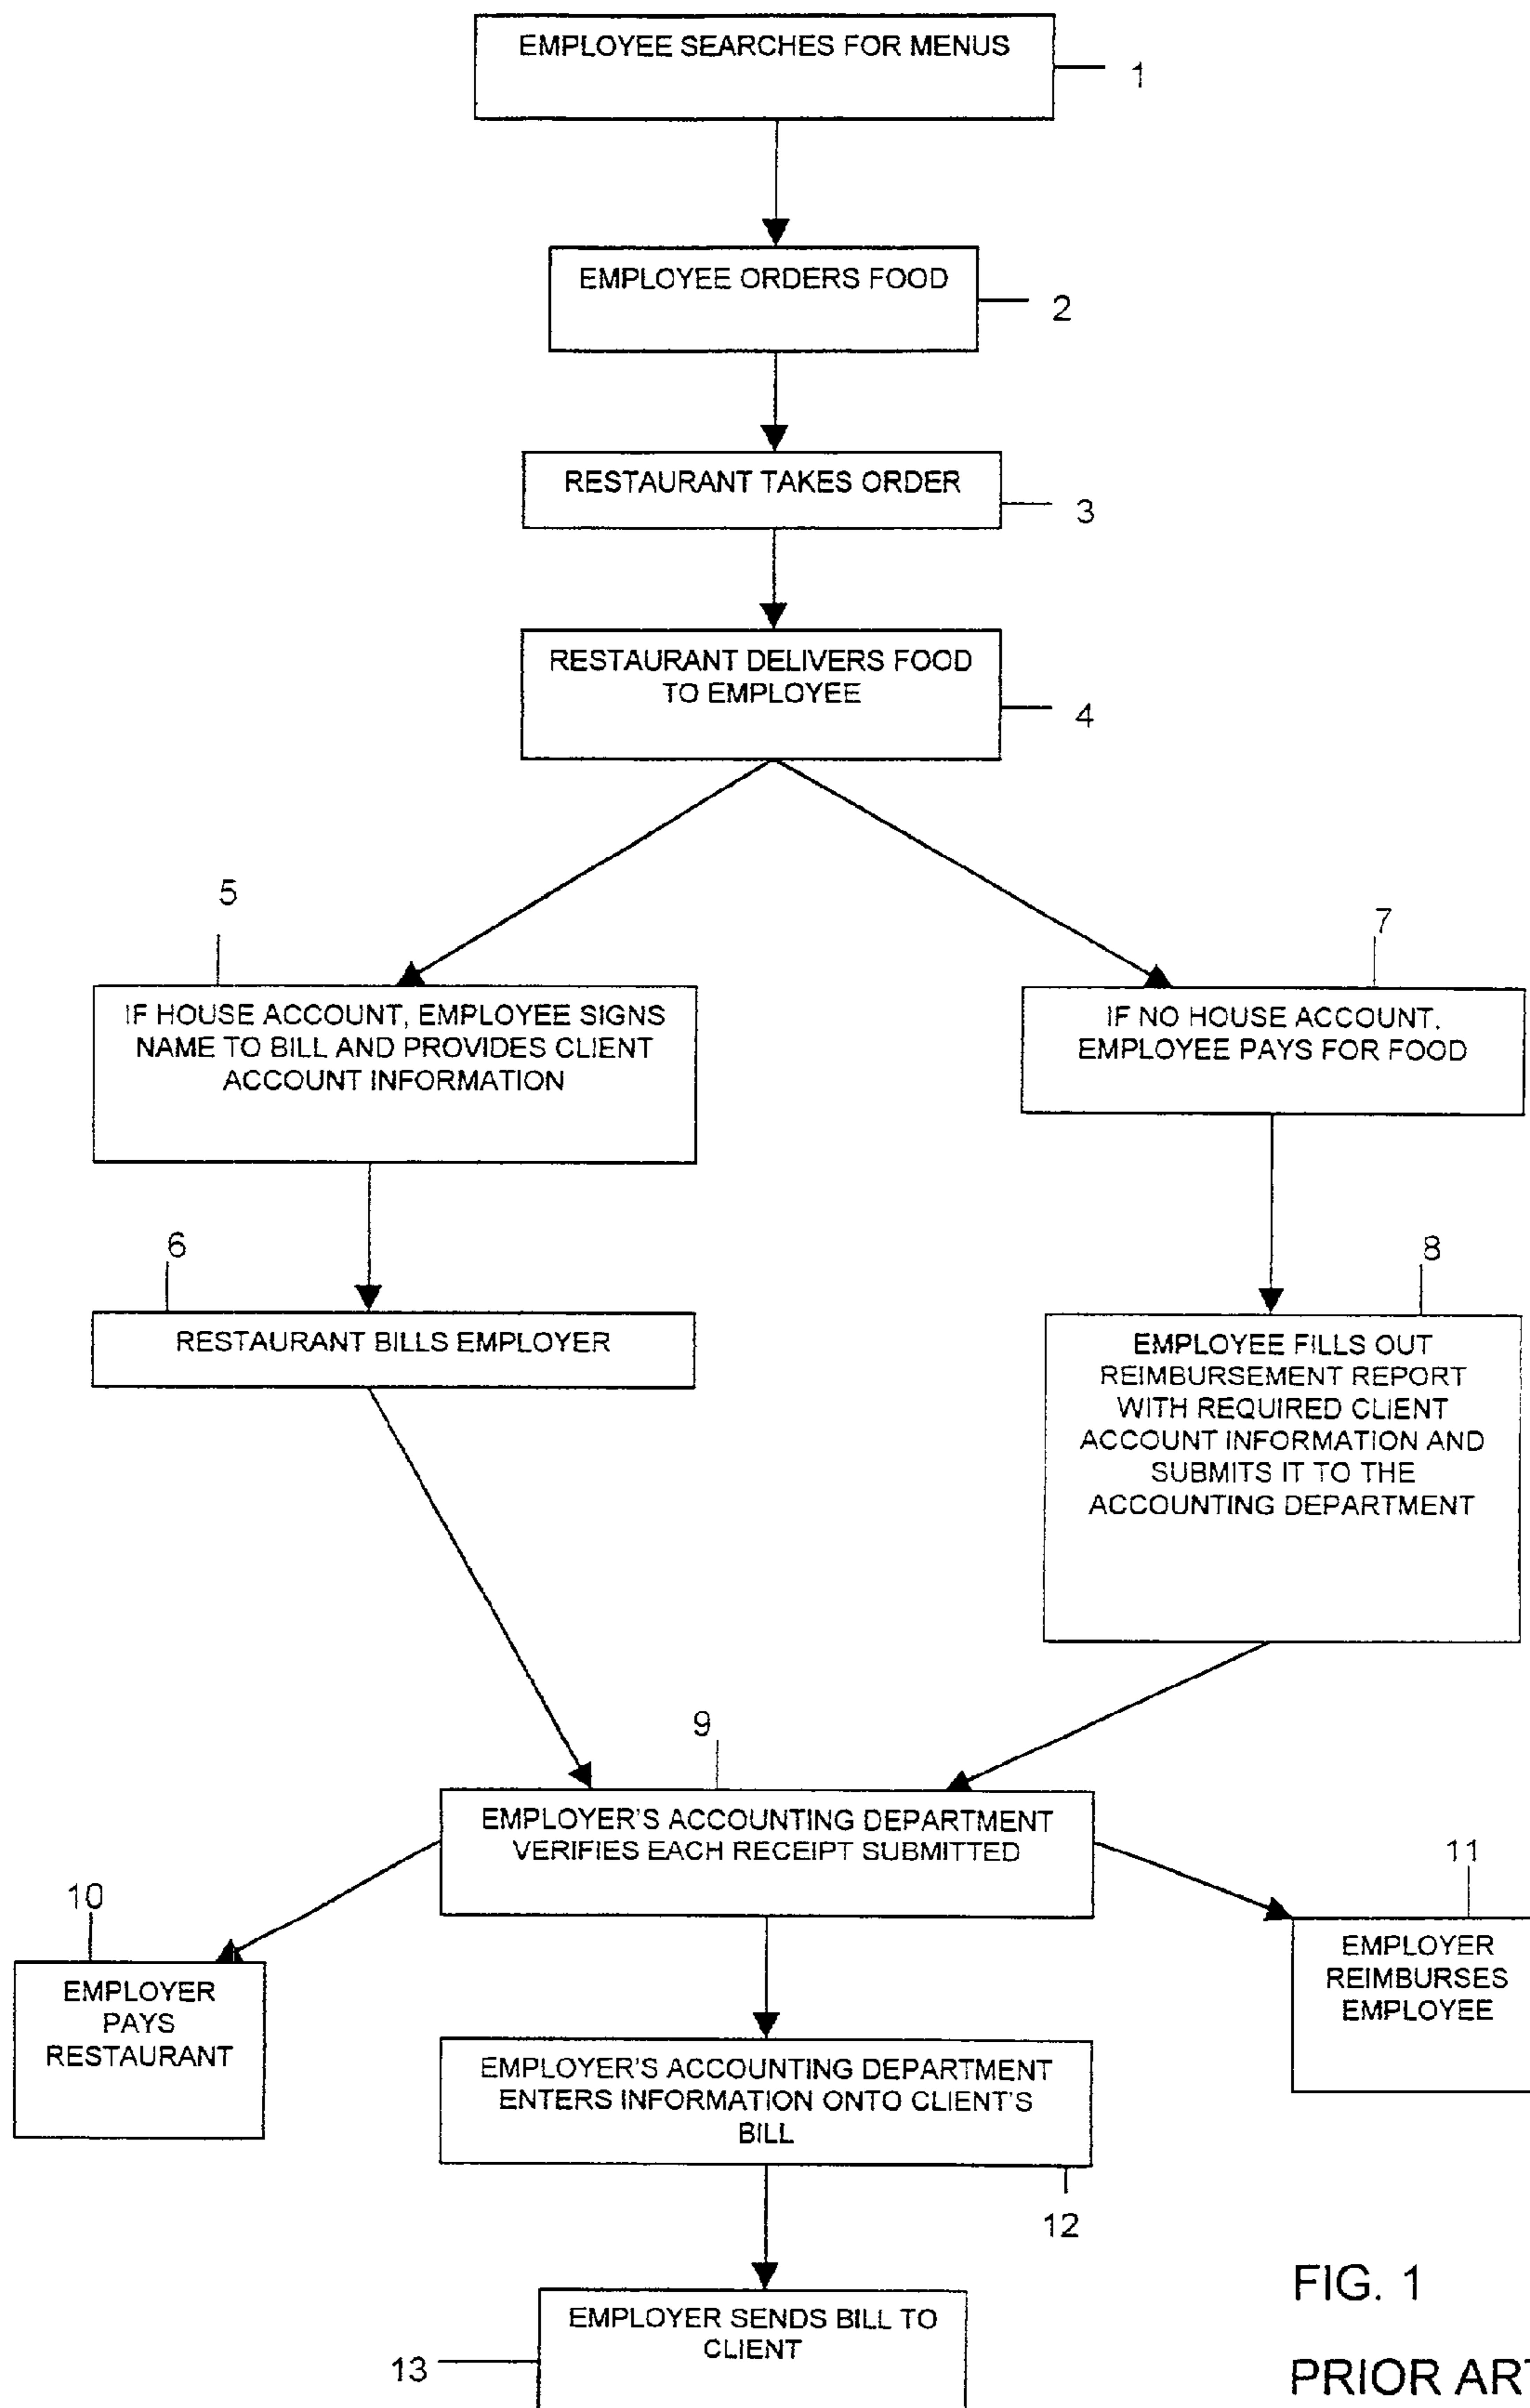 EMPLOYEE SEARCHES FOR MENUS
1
EMPLOYEE ORDERS FOOD
2
RESTAURANT TAKES ORDER
3
RESTAURANT DELIVERS FOOD
TO EMPLOYEE
4
5
IF HOUSE ACCOUNT, EMPLOYEE SIGNS
NAME TO BILL AND PROVIDES CLIENT
ACCOUNT INFORMATION
7
IF NO HOUSE ACCOUNT,
EMPLOYEE PAYS FOR FOOD
6
RESTAURANT BILLS EMPLOYER
8
EMPLOYEE FILLS OUT
REIMBURSEMENT REPORT
WITH REQUIRED CLIENT
ACCOUNT INFORMATION AND
SUBMITS IT TO THE
ACCOUNTING DEPARTMENT
9
EMPLOYER'S ACCOUNTING DEPARTMENT
VERIFIES EACH RECEIPT SUBMITTED
10
EMPLOYER
PAYS
RESTAURANT
11
EMPLOYER
REIMBURSES
EMPLOYEE
EMPLOYER'S ACCOUNTING DEPARTMENT
ENTERS INFORMATION ONTO CLIENT'S
BILL
12
EMPLOYER SENDS BILL TO
CLIENT
13
FIG. 1
PRIOR ART